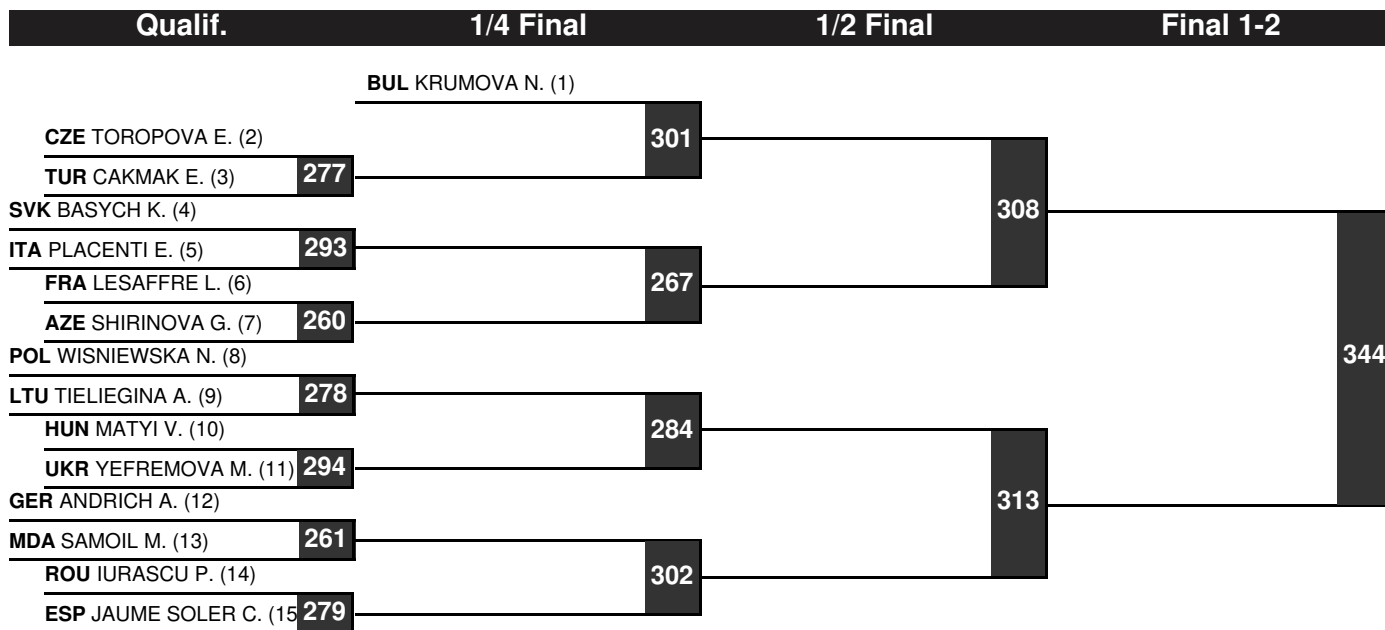 Qualif. 1/4 Final 1/2 Final Final 1-2
BUL KRUMOVA N. (1)
301
CZE TOROPOVA E. (2)
TUR CAKMAK E. (3) 277
SVK BASYCH K. (4)
308
ITA PLACENTI E. (5) 293
FRA LESAFFRE L. (6)
267
AZE SHIRINOVA G. (7) 260
POL WISNIEWSKA N. (8)
344
LTU TIELIEGINA A. (9) 278
HUN MATYI V. (10)
284
UKR YEFREMOVA M. (11) 294
GER ANDRICH A. (12)
313
MDA SAMOIL M. (13) 261
ROU IURASCU P. (14)
302
ESP JAUME SOLER C. (15 279